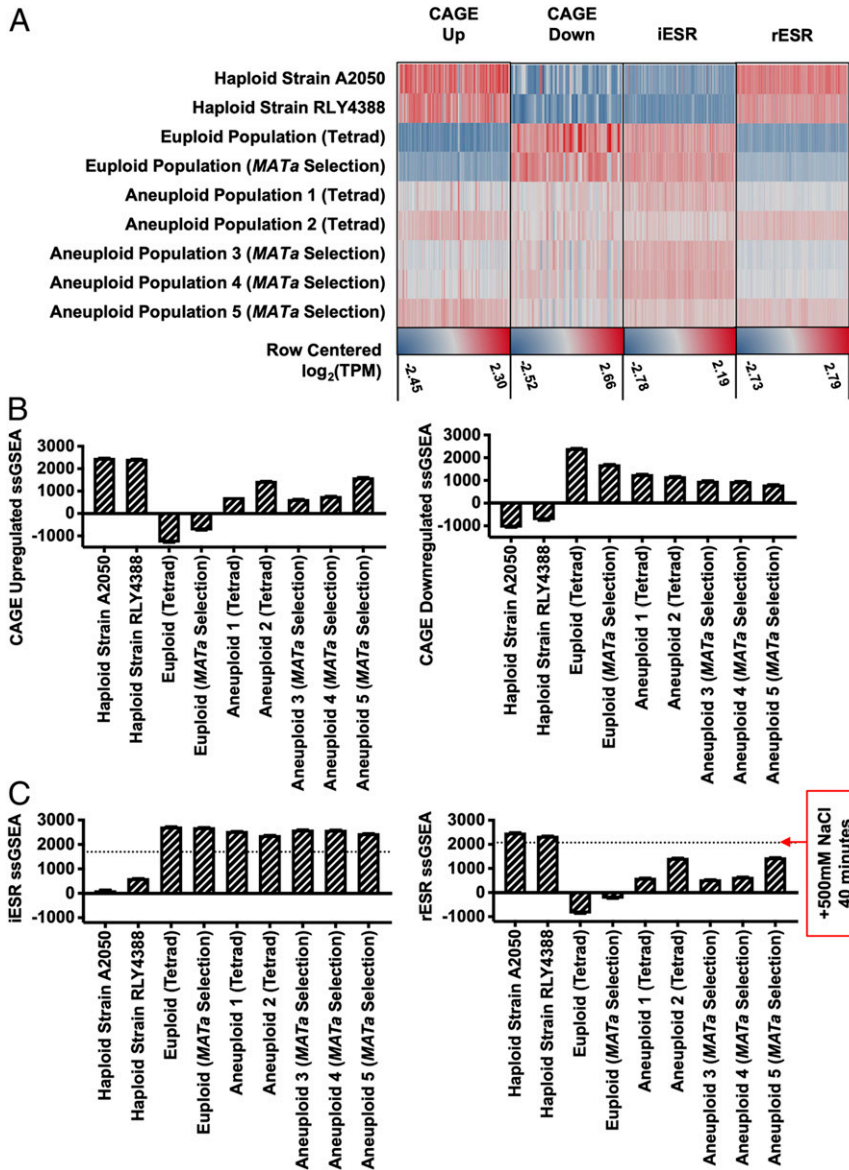 A
CAGE
Up
CAGE
Down
iESR
rESR
Haploid Strain A2050
Haploid Strain RLY4388
Euploid Population (Tetrad)
Euploid Population (MATa Selection)
Aneuploid Population 1 (Tetrad)
Aneuploid Population 2 (Tetrad)
Aneuploid Population 3 (MATa Selection)
Aneuploid Population 4 (MATa Selection)
Aneuploid Population 5 (MATa Selection)
Row Centered
log2(TPM)
-2.45
2.30
-2.52
2.66
-2.78
2.19
-2.73
2.79
B
CAGE Upregulated ssGSEA
3000
2000
1000
0
-1000
Haploid Strain A2050
Haploid Strain RLY4388
Euploid (Tetrad)
Euploid (MATa Selection)
Aneuploid 1 (Tetrad)
Aneuploid 2 (Tetrad)
Aneuploid 3 (MATa Selection)
Aneuploid 4 (MATa Selection)
Aneuploid 5 (MATa Selection)
CAGE Downregulated ssGSEA
3000
2000
1000
0
-1000
Haploid Strain A2050
Haploid Strain RLY4388
Euploid (Tetrad)
Euploid (MATa Selection)
Aneuploid 1 (Tetrad)
Aneuploid 2 (Tetrad)
Aneuploid 3 (MATa Selection)
Aneuploid 4 (MATa Selection)
Aneuploid 5 (MATa Selection)
C
iESR ssGSEA
3000
2000
1000
0
-1000
Haploid Strain A2050
Haploid Strain RLY4388
Euploid (Tetrad)
Euploid (MATa Selection)
Aneuploid 1 (Tetrad)
Aneuploid 2 (Tetrad)
Aneuploid 3 (MATa Selection)
Aneuploid 4 (MATa Selection)
Aneuploid 5 (MATa Selection)
rESR ssGSEA
3000
2000
1000
0
-1000
Haploid Strain A2050
Haploid Strain RLY4388
Euploid (Tetrad)
Euploid (MATa Selection)
Aneuploid 1 (Tetrad)
Aneuploid 2 (Tetrad)
Aneuploid 3 (MATa Selection)
Aneuploid 4 (MATa Selection)
Aneuploid 5 (MATa Selection)
+500mM NaCl
40 minutes